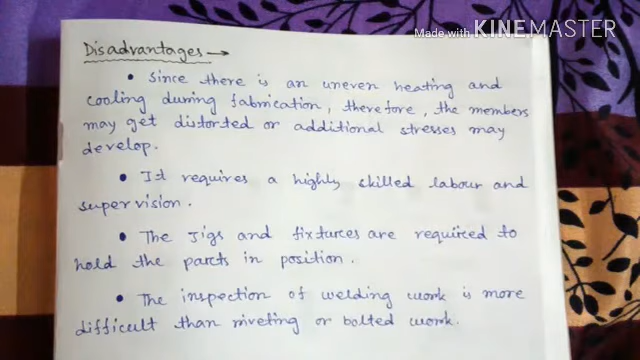 Made with KINEMASTER
Disadvantages →
• Since there is an uneven heating and
cooling during fabrication, therefore, the members
may get distorted or additional stresses may
develop.
• It requires a highly skilled labour and
supervision.
• The Jigs and fixtures are required to
hold the parts in position.
• The inspection of welding work is more
difficult than riveting or bolted work.